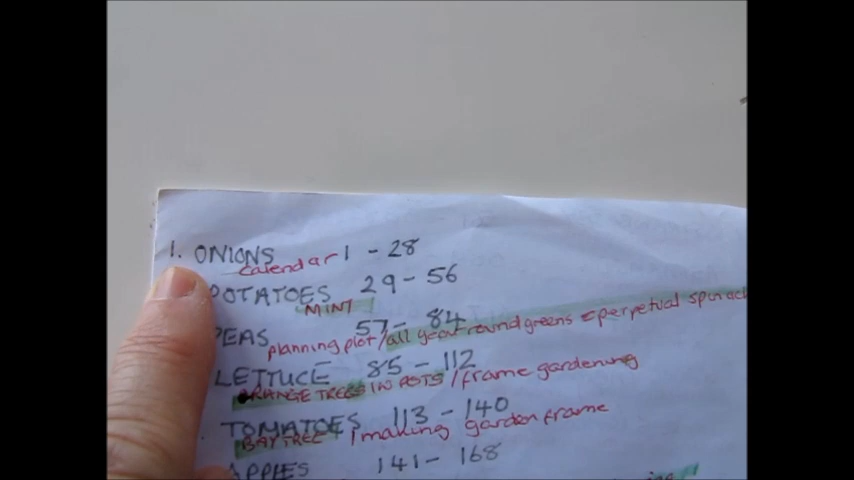 1. ONIONS 1 - 28
calendar
POTATOES 29 - 56
MINT
PEAS 57 - 84
planning plot / all year round greens = perpetual spinach
LETTUCE 85 - 112
ORANGE TREES IN POTS / frame gardening
TOMATOES 113 - 140
BAY TREE / making garden frame
APPLES 141 - 168